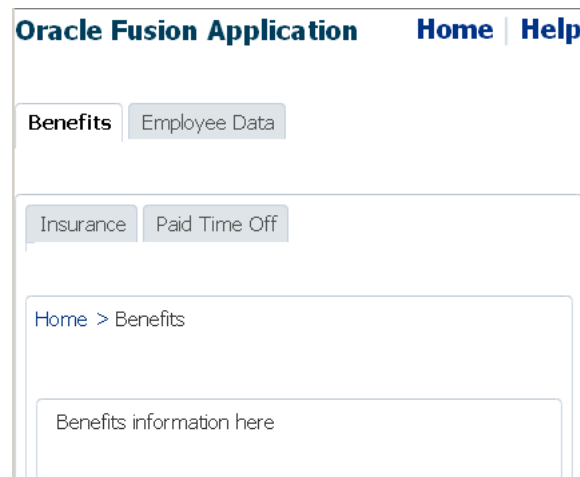 Oracle Fusion Application Home | Help
Benefits Employee Data
Insurance Paid Time Off
Home > Benefits
Benefits information here